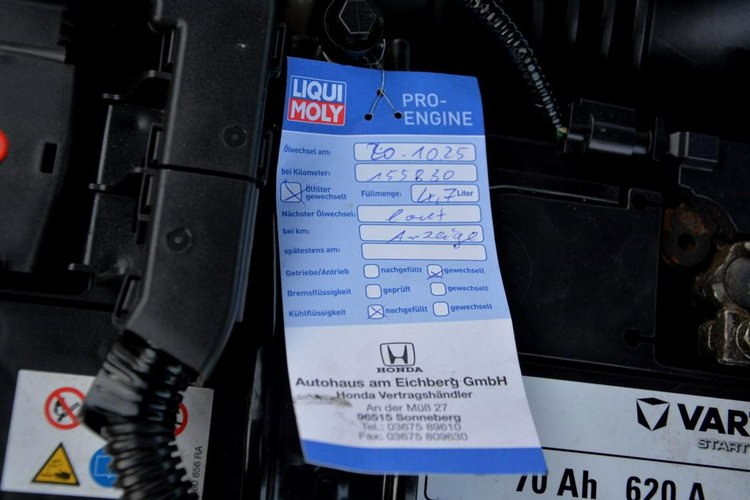 LIQUI
MOLY
PRO-
ENGINE
Ölwechsel am: 20.10.25
bei Kilometer: 155830
Ölfilter
gewechselt
Füllmenge: 4,7 Liter
Nächster Ölwechsel: laut
bei km: Anzeige
spätestens am:
Getriebe/Antrieb nachgefüllt gewechselt
Bremsflüssigkeit geprüft gewechselt
Kühlflüssigkeit nachgefüllt gewechselt
HONDA
Autohaus am Eichberg GmbH
Honda Vertragshändler
An der Müß 27
96515 Sonneberg
Tel.: 03675 89610
Fax: 03675 809630
VAR
START
70 Ah 620 A